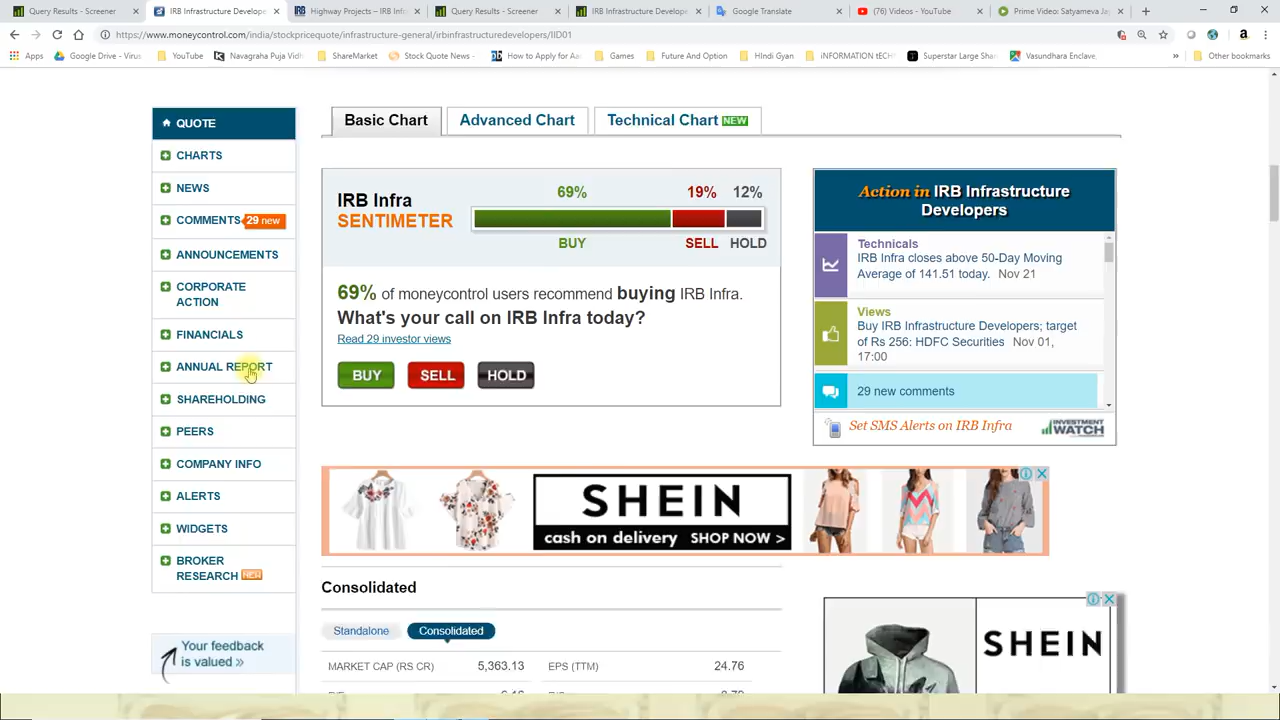 Query Results - Screener
IRB Infrastructure Develope
Highway Projects – IRB Infr
Query Results - Screener
IRB Infrastructure Develope
Google Translate
(76) Videos - YouTube
Prime Video: Satyameva Ja
https://www.moneycontrol.com/india/stockpricequote/infrastructure-general/irbinfrastructuredevelopers/IID01
Apps
Google Drive - Virus
YouTube
Navagraha Puja Vidh
ShareMarket
Stock Quote News -
How to Apply for Aa
Games
Future And Option
HIndi Gyan
iNFORMATION tECH
Superstar Large Shar
Vasundhara Enclave,
Other bookmarks
QUOTE
CHARTS
NEWS
COMMENTS 29 new
ANNOUNCEMENTS
CORPORATE
ACTION
FINANCIALS
ANNUAL REPORT
SHAREHOLDING
PEERS
COMPANY INFO
ALERTS
WIDGETS
BROKER
RESEARCH NEW
Your feedback
is valued »
Basic Chart
Advanced Chart
Technical Chart NEW
IRB Infra
SENTIMETER
69% 19% 12%
BUY SELL HOLD
69% of moneycontrol users recommend buying IRB Infra.
What's your call on IRB Infra today?
Read 29 investor views
BUY SELL HOLD
Action in IRB Infrastructure
Developers
Technicals
IRB Infra closes above 50-Day Moving
Average of 141.51 today. Nov 21
Views
Buy IRB Infrastructure Developers; target
of Rs 256: HDFC Securities Nov 01,
17:00
29 new comments
Set SMS Alerts on IRB Infra
INVESTMENT
WATCH
SHEIN
cash on delivery SHOP NOW >
Consolidated
Standalone Consolidated
MARKET CAP (RS CR) 5,363.13 EPS (TTM) 24.76
SHEIN